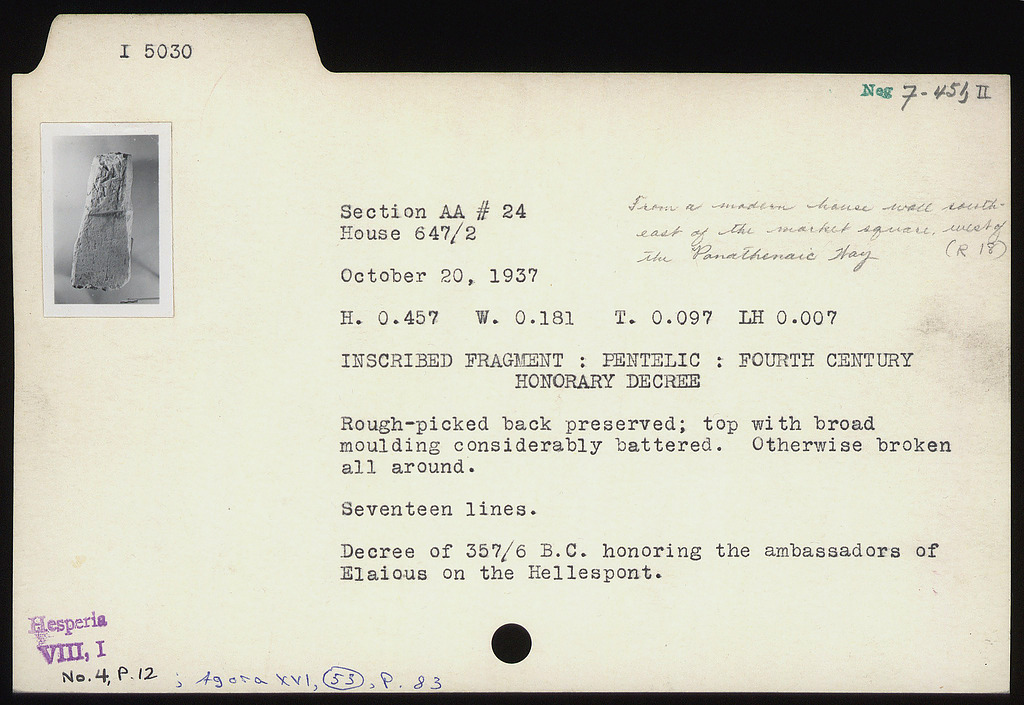 I 5030
Neg 7-45, II
Section AA # 24
House 647/2
From a modern house wall south-
east of the market square, west of
the Panathenaic Way (R 18)
October 20, 1937
H. 0.457 W. 0.181 T. 0.097 LH 0.007
INSCRIBED FRAGMENT : PENTELIC : FOURTH CENTURY
HONORARY DECREE
Rough-picked back preserved; top with broad
moulding considerably battered. Otherwise broken
all around.
Seventeen lines.
Decree of 357/6 B.C. honoring the ambassadors of
Elaious on the Hellespont.
Hesperia
VIII, I
No. 4, P. 12 ; Agora XVI, 53, P. 83